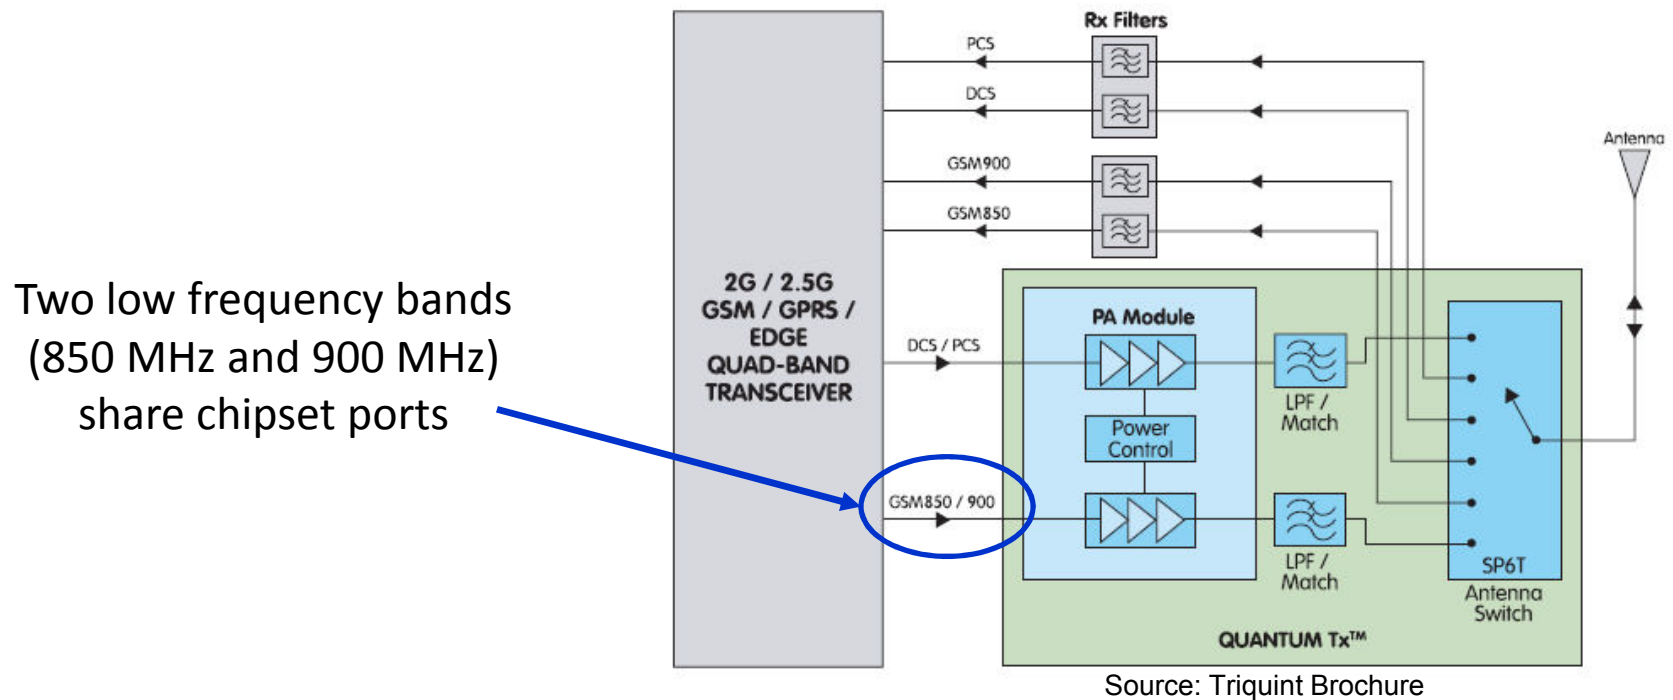 Two low frequency bands
(850 MHz and 900 MHz)
share chipset ports
2G / 2.5G
GSM / GPRS /
EDGE
QUAD-BAND
TRANSCEIVER
Rx Filters
PCS
DCS
GSM900
GSM850
DCS / PCS
GSM850 / 900
PA Module
Power
Control
LPF /
Match
LPF /
Match
SP6T
Antenna
Switch
Antenna
QUANTUM Tx™
Source: Triquint Brochure